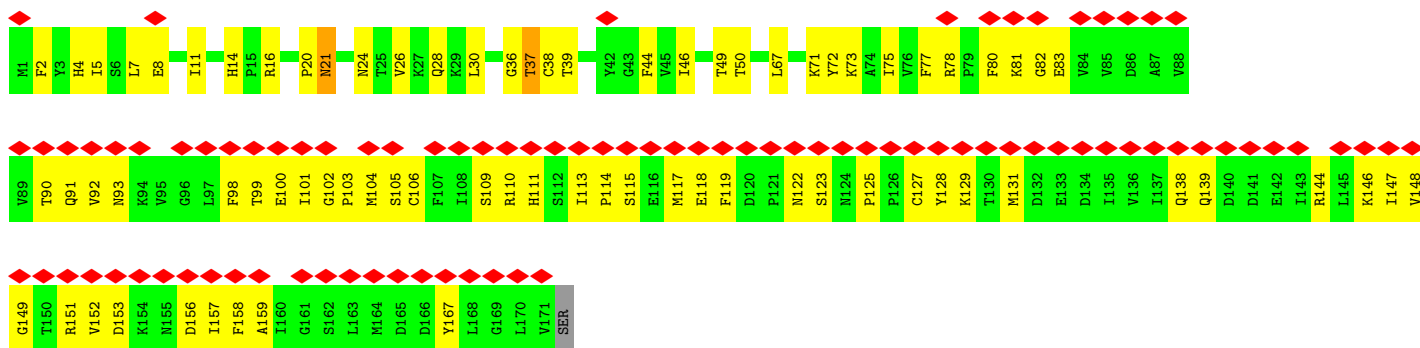 M1 F2 Y3 H4 I5 S6 L7 E8 I11 H14 P15 R16 P20 N21 N24 T25 V26 K27 Q28 K29 L30 G36 T37 C38 T39 Y42 G43 F44 V45 I46 T49 T50 L67 K71 Y72 K73 A74 I75 V76 F77 R78 P79 F80 K81 G82 E83 V84 V85 D86 A87 V88
V89 T90 Q91 V92 N93 K94 V95 G96 L97 F98 T99 E100 I101 G102 P103 M104 S105 C106 F107 I108 S109 R110 H111 S112 I113 P114 S115 E116 M117 E118 F119 D120 P121 N122 S123 N124 P125 P126 C127 Y128 K129 T130 M131 D132 E133 D134 I135 V136 I137 Q138 Q139 D140 D141 E142 I143 R144 L145 K146 I147 V148
G149 T150 R151 V152 D153 K154 N155 D156 I157 F158 A159 I160 G161 S162 L163 M164 D165 D166 Y167 L168 G169 L170 V171 SER